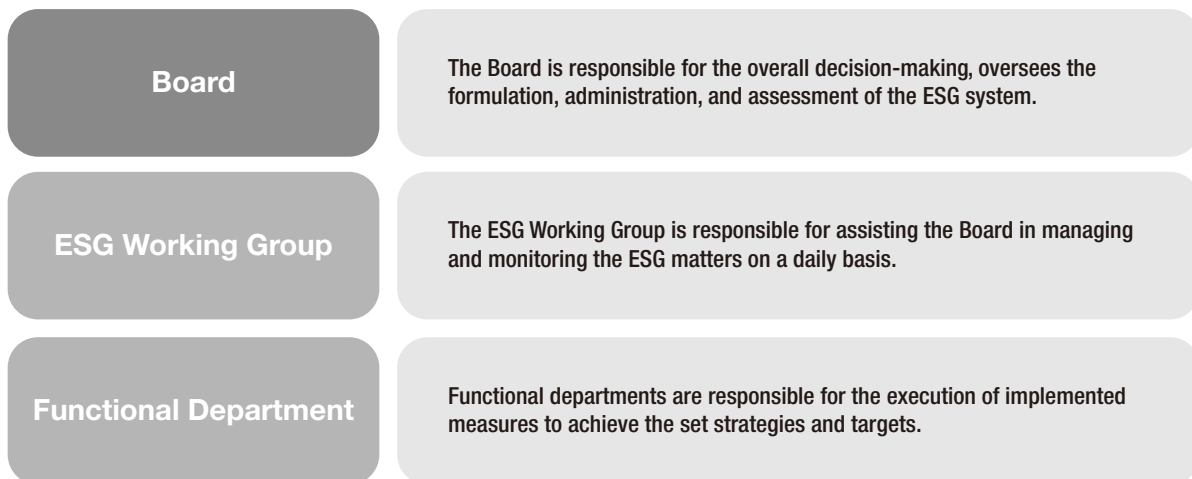 Board
The Board is responsible for the overall decision-making, oversees the
formulation, administration, and assessment of the ESG system.
ESG Working Group
The ESG Working Group is responsible for assisting the Board in managing
and monitoring the ESG matters on a daily basis.
Functional Department
Functional departments are responsible for the execution of implemented
measures to achieve the set strategies and targets.